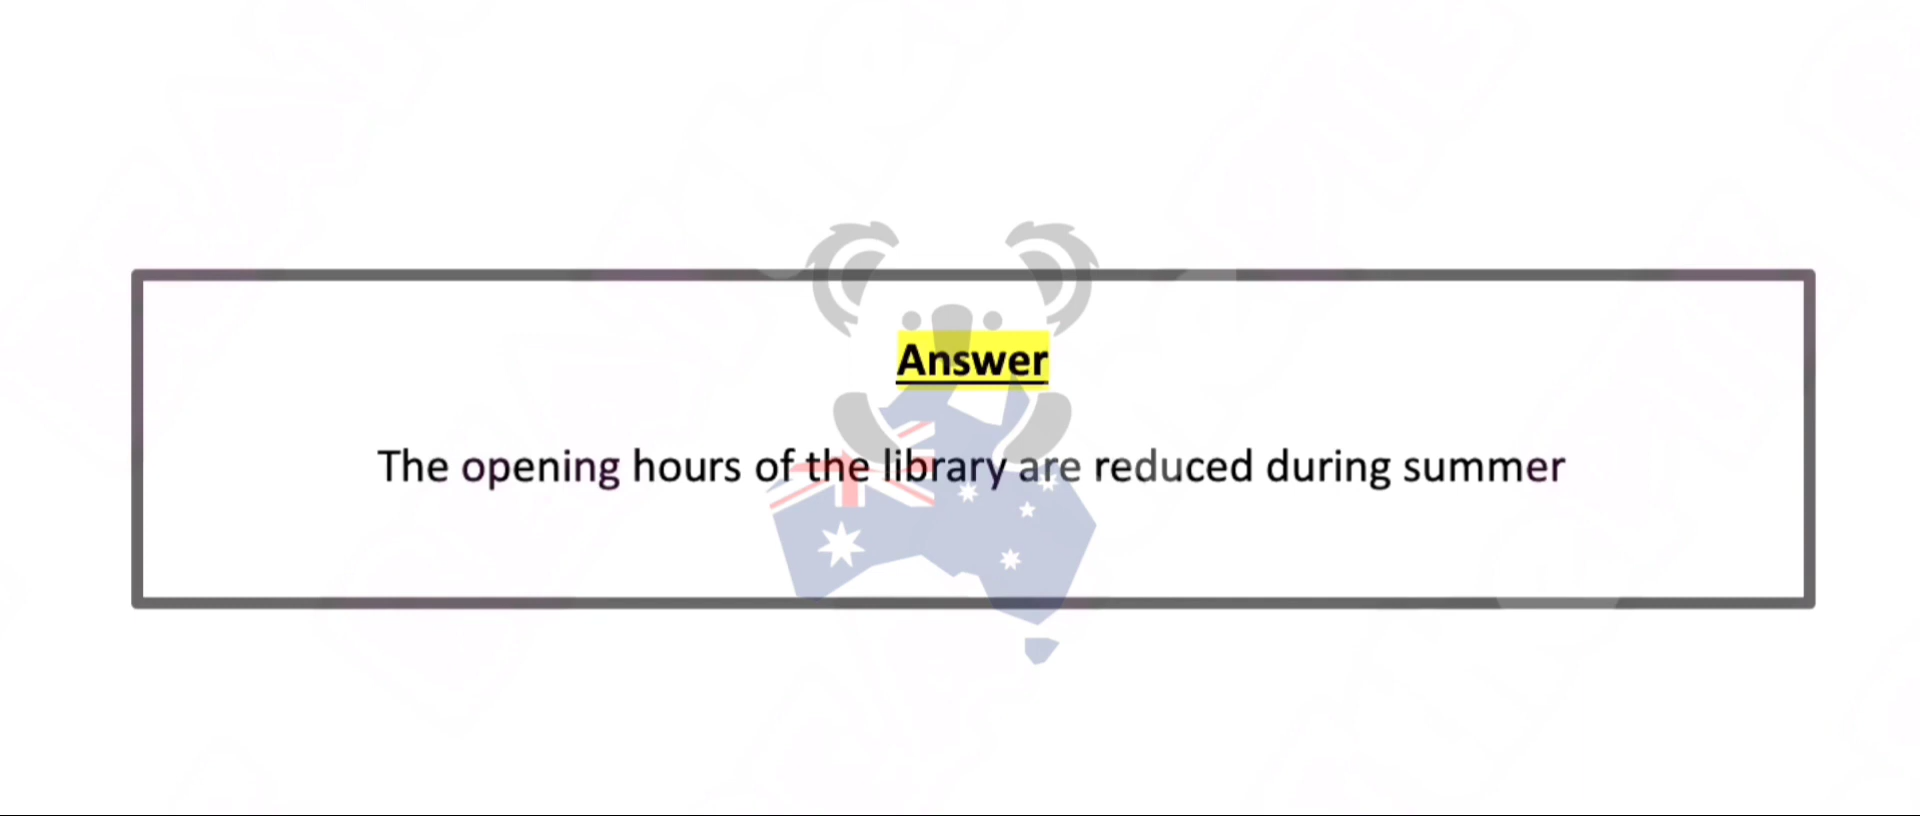 Answer
The opening hours of the library are reduced during summer